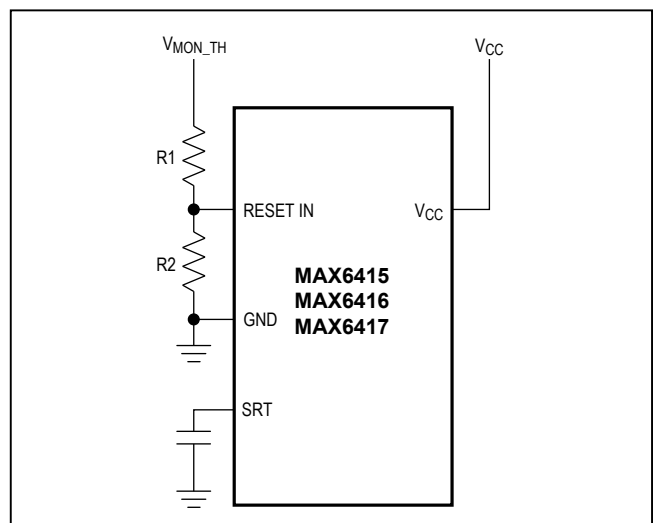 VMON_TH
VCC
R1
RESET IN
VCC
R2
MAX6415
MAX6416
GND
MAX6417
SRT